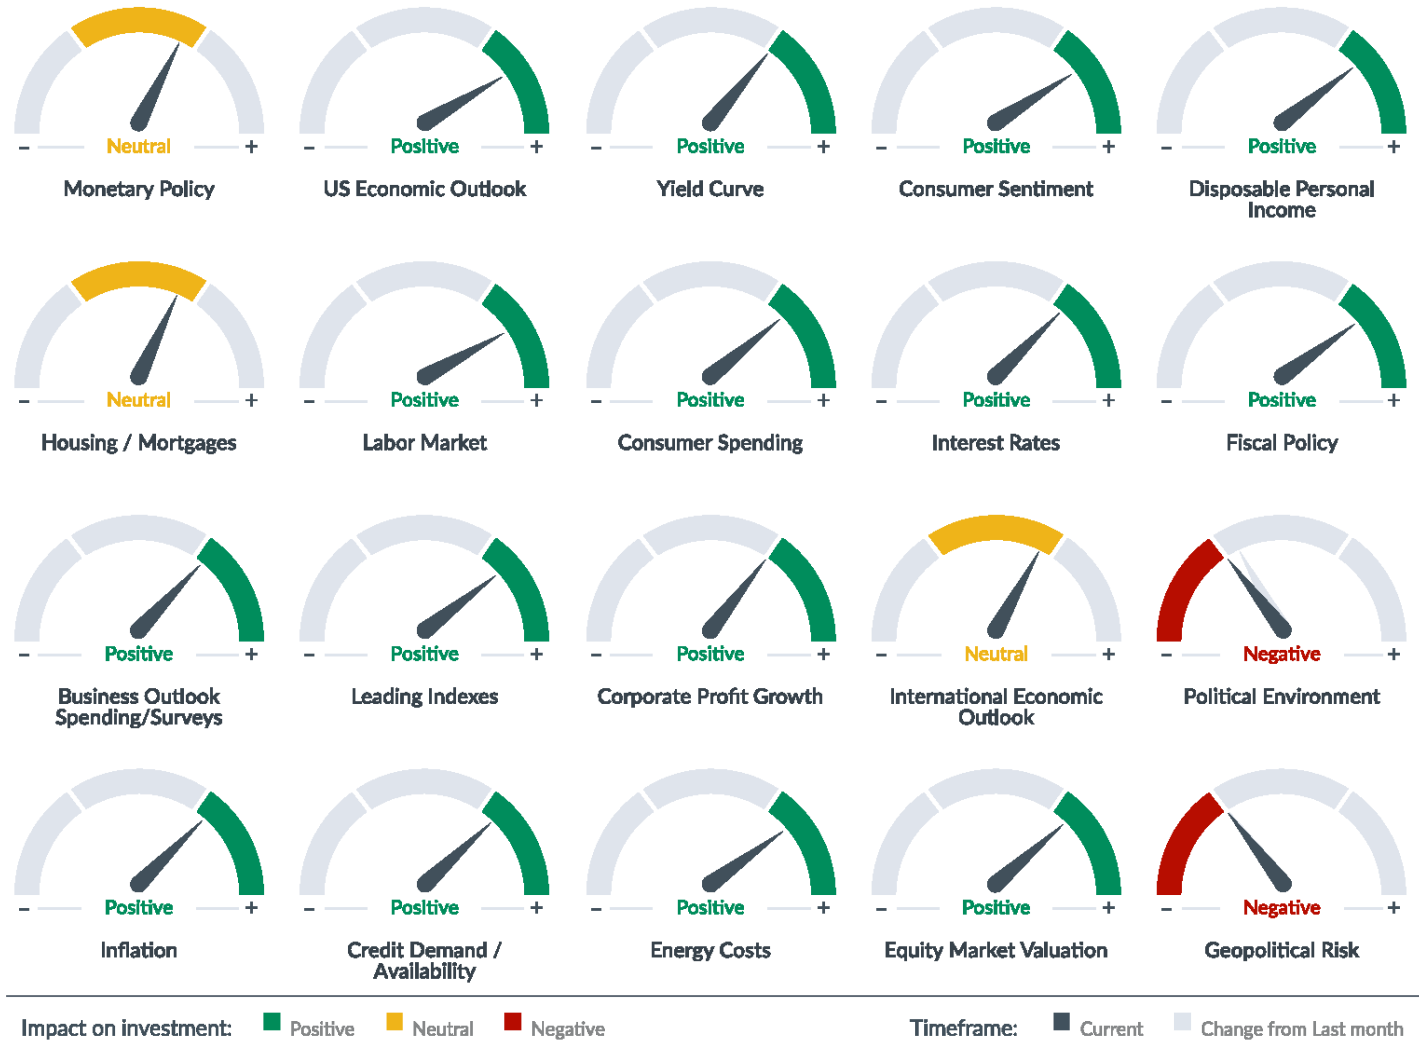 - Neutral +
Monetary Policy
- Positive +
US Economic Outlook
- Positive +
Yield Curve
- Positive +
Consumer Sentiment
- Positive +
Disposable Personal
Income
- Neutral +
Housing / Mortgages
- Positive +
Labor Market
- Positive +
Consumer Spending
- Positive +
Interest Rates
- Positive +
Fiscal Policy
- Positive +
Business Outlook
Spending/Surveys
- Positive +
Leading Indexes
- Positive +
Corporate Profit Growth
- Neutral +
International Economic
Outlook
- Negative +
Political Environment
- Positive +
Inflation
- Positive +
Credit Demand /
Availability
- Positive +
Energy Costs
- Positive +
Equity Market Valuation
- Negative +
Geopolitical Risk
Impact on investment: Positive Neutral Negative
Timeframe: Current Change from Last month